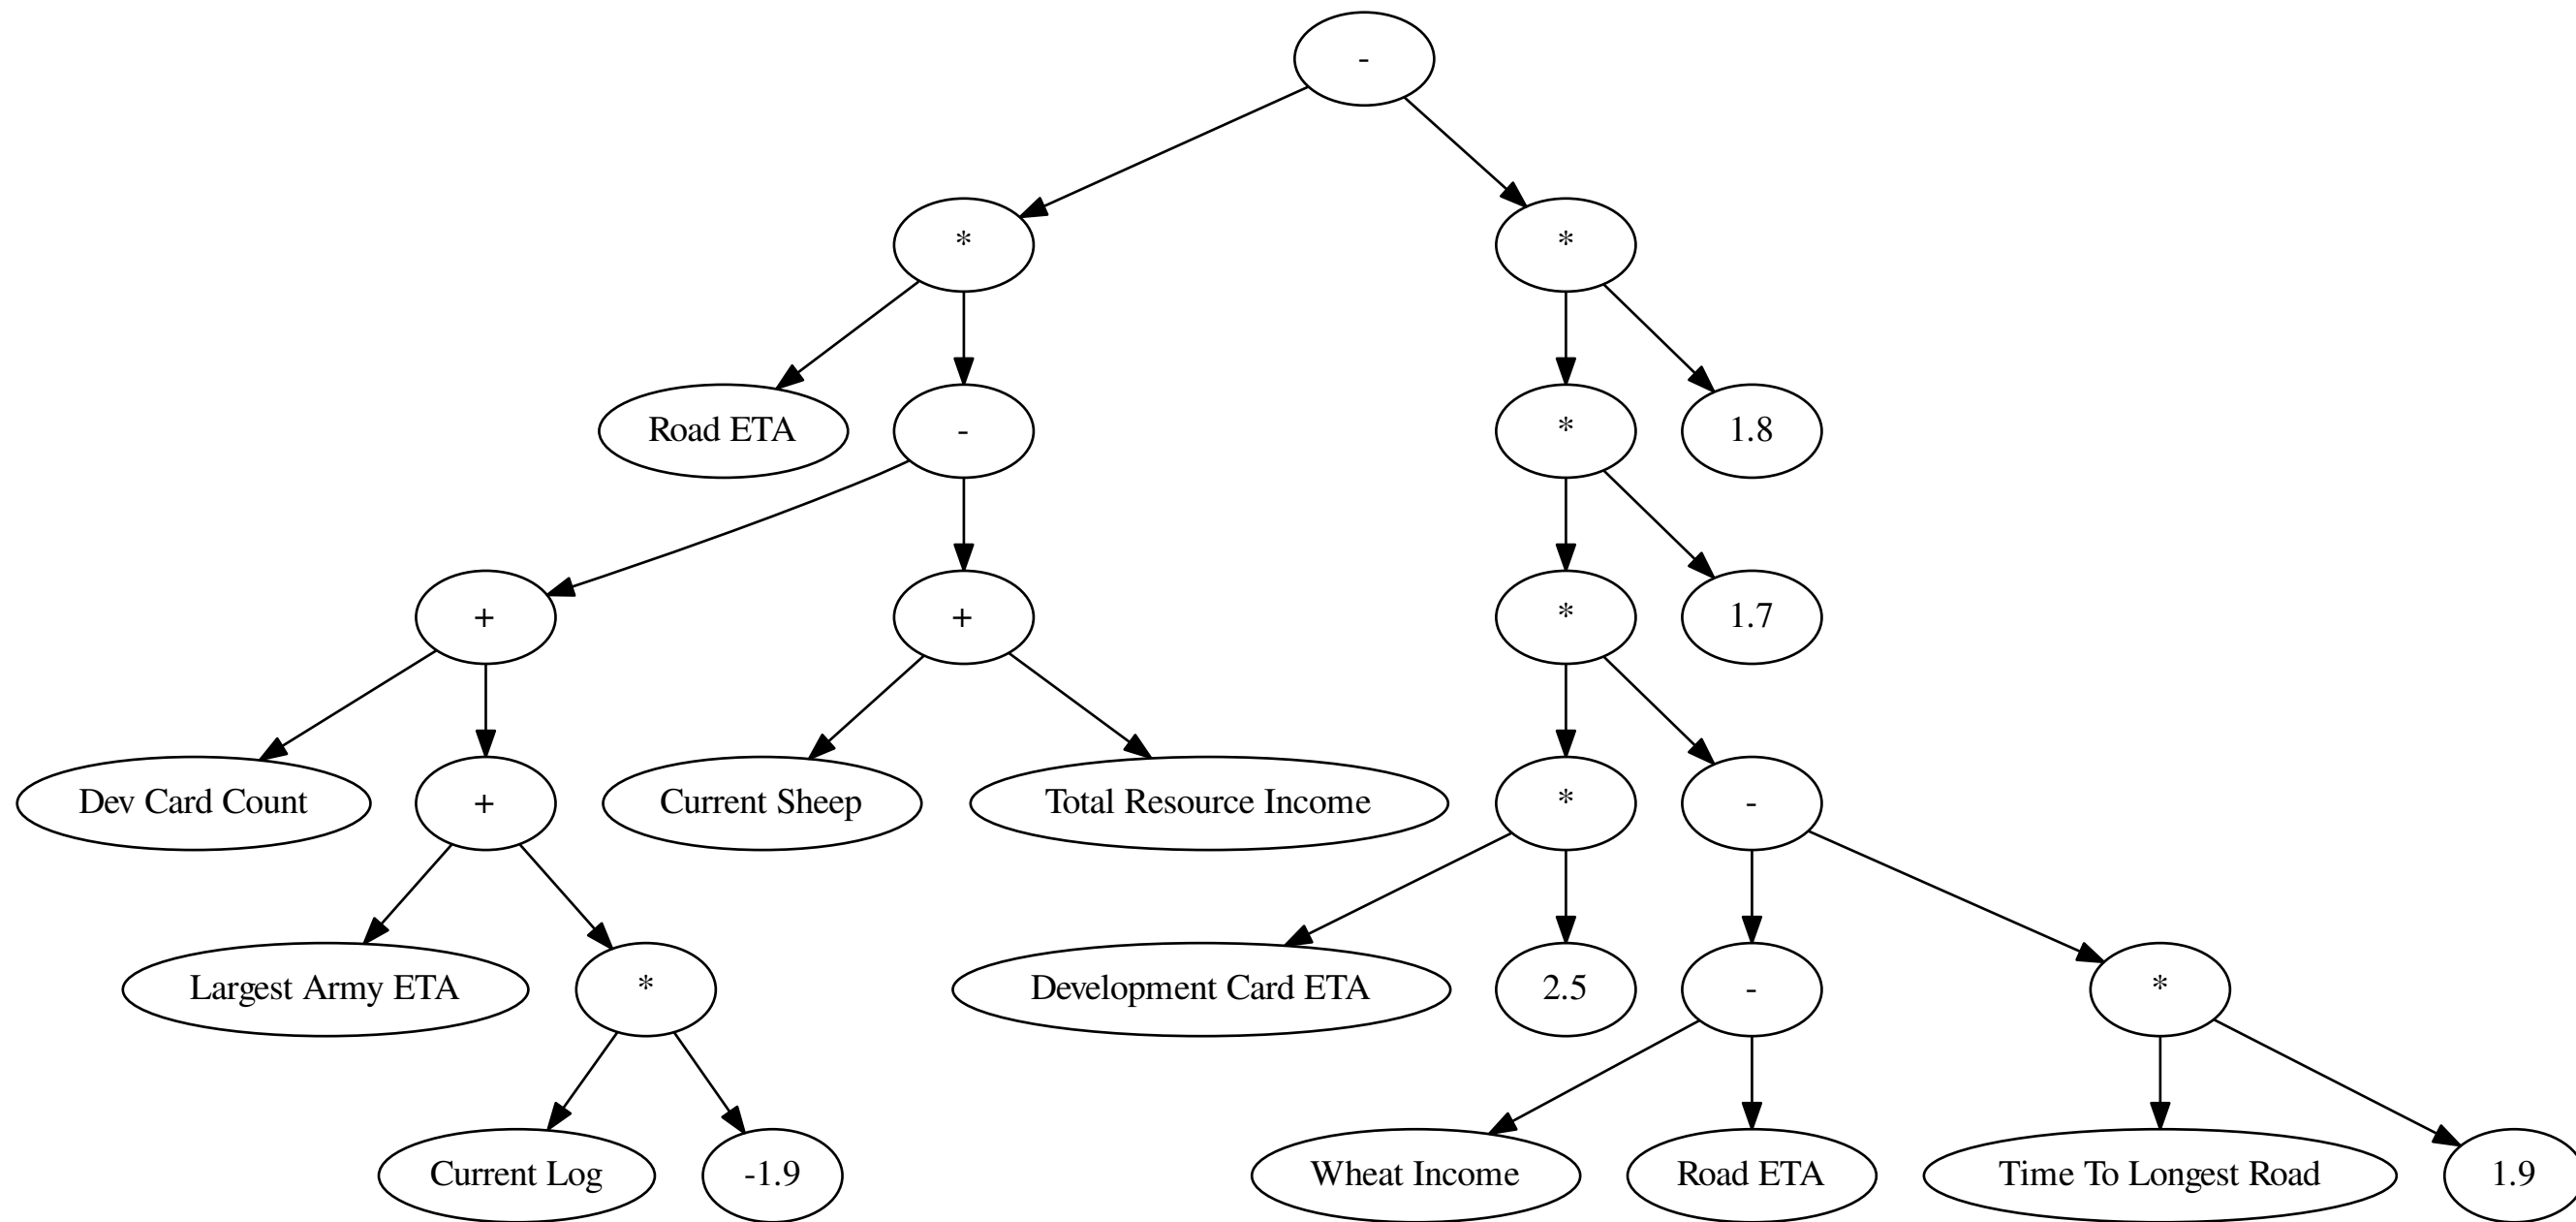 -
*
*
Road ETA
-
*
1.8
+
+
*
1.7
Dev Card Count
+
Current Sheep
Total Resource Income
*
-
Largest Army ETA
*
Development Card ETA
2.5
-
*
Current Log
-1.9
Wheat Income
Road ETA
Time To Longest Road
1.9